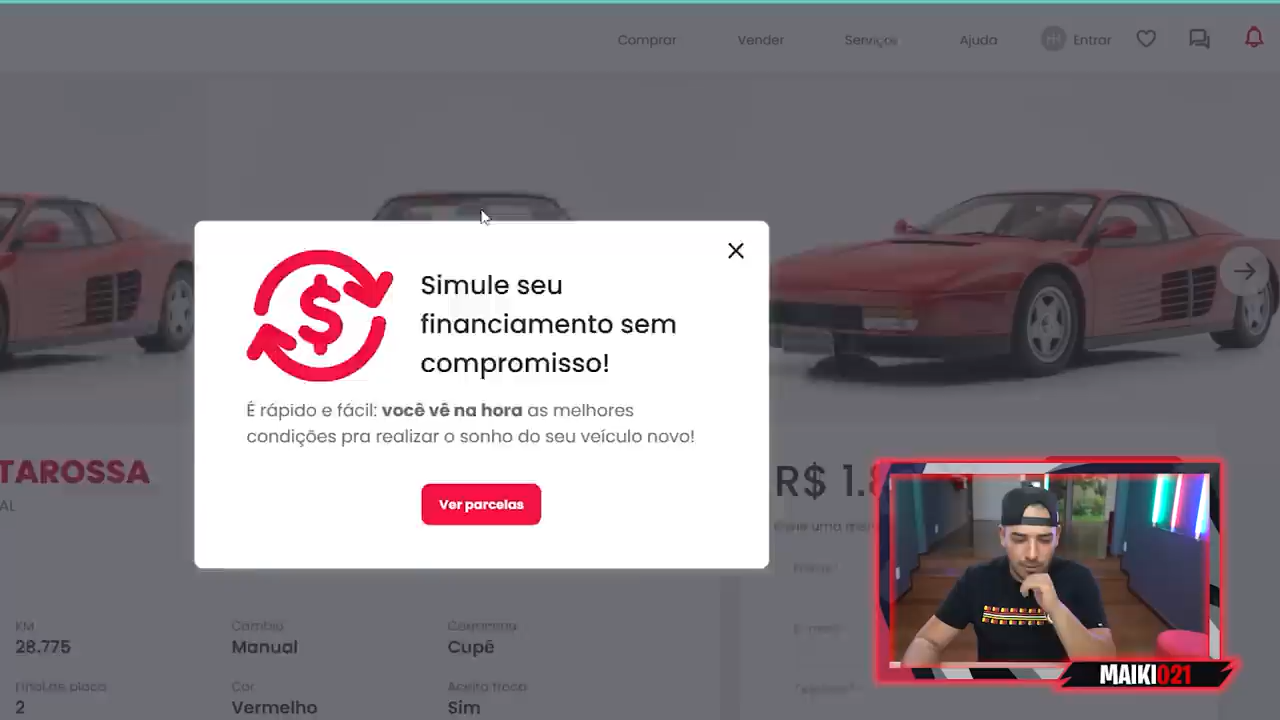 Comprar
Vender
Serviços
Ajuda
Entrar
Simule seu
financiamento sem
compromisso!
É rápido e fácil: você vê na hora as melhores
condições pra realizar o sonho do seu veículo novo!
Ver parcelas
TAROSSA
AL
R$ 1.8
KM
28.775
Câmbio
Manual
Carroceria
Cupê
Final de placa
2
Cor
Vermelho
Aceita troca
Sim
MAIKI021